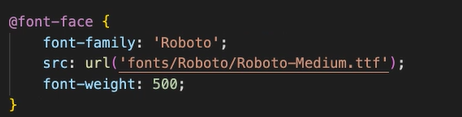 @font-face {
    font-family: 'Roboto';
    src: url('fonts/Roboto/Roboto-Medium.ttf');
    font-weight: 500;
}